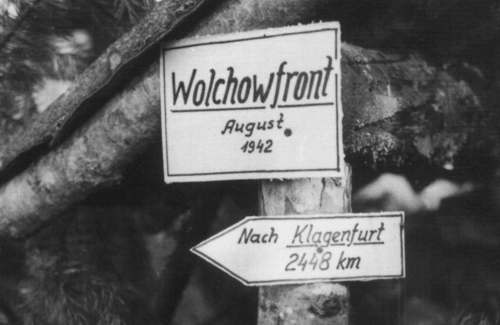 Wolchowfront
August
1942
Nach Klagenfurt
2448 km